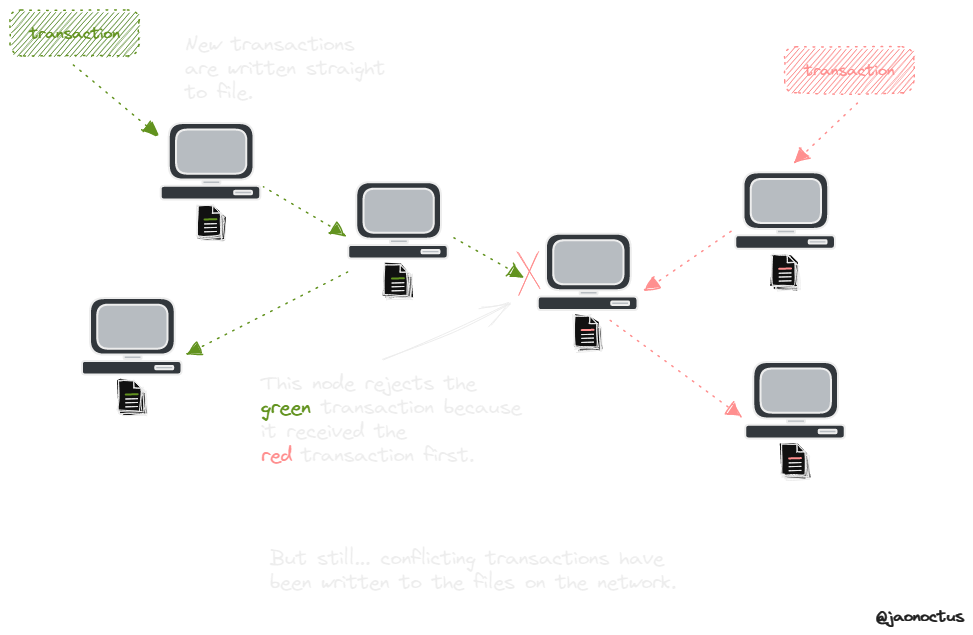 transaction
New transactions
are written straight
to file.
transaction
This node rejects the
green transaction because
it received the
red transaction first.
But still... conflicting transactions have
been written to the files on the network.
@jaonoctus